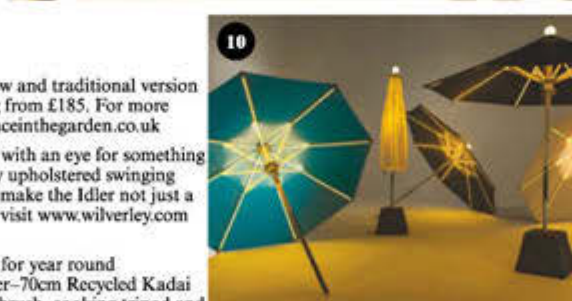 10
w and traditional version
from £185. For more
ceinthegarden.co.uk
with an eye for something
upholstered swinging
make the Idler not just a
visit www.wilverley.com
for year round
er–70cm Recycled Kadai